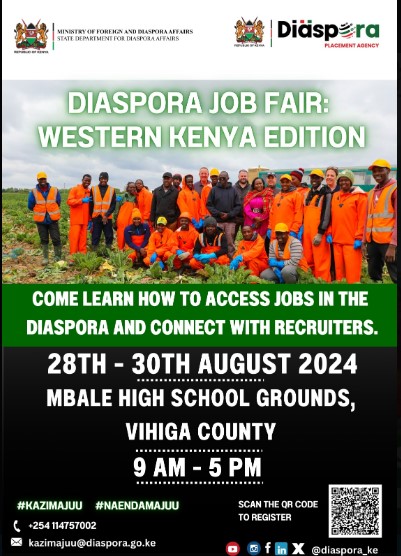 MINISTRY OF FOREIGN AND DIASPORA AFFAIRS
STATE DEPARTMENT FOR DIASPORA AFFAIRS
REPUBLIC OF KENYA
REPUBLIC OF KENYA
Diaspora
PLACEMENT AGENCY
DIASPORA JOB FAIR:
WESTERN KENYA EDITION
COME LEARN HOW TO ACCESS JOBS IN THE
DIASPORA AND CONNECT WITH RECRUITERS.
28TH - 30TH AUGUST 2024
MBALE HIGH SCHOOL GROUNDS,
VIHIGA COUNTY
9 AM - 5 PM
#KAZIMAJUU #NAENDAMAJUU
+254 114757002
kazimajuu@diaspora.go.ke
SCAN THE QR CODE
TO REGISTER
@diaspora_ke